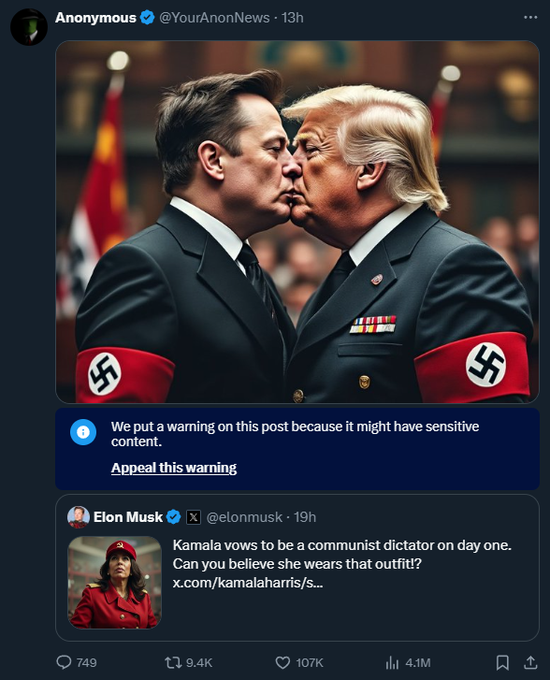 Anonymous @YourAnonNews · 13h
We put a warning on this post because it might have sensitive
content.
Appeal this warning
Elon Musk X @elonmusk · 19h
Kamala vows to be a communist dictator on day one.
Can you believe she wears that outfit!?
x.com/kamalaharris/s...
749 9.4K 107K 4.1M